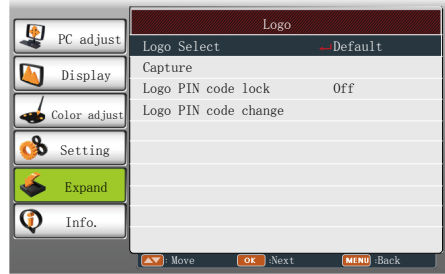 PC adjust
Display
Color adjust
Setting
Expand
Info.
Logo
Logo Select Default
Capture
Logo PIN code lock Off
Logo PIN code change
: Move OK :Next MENU :Back